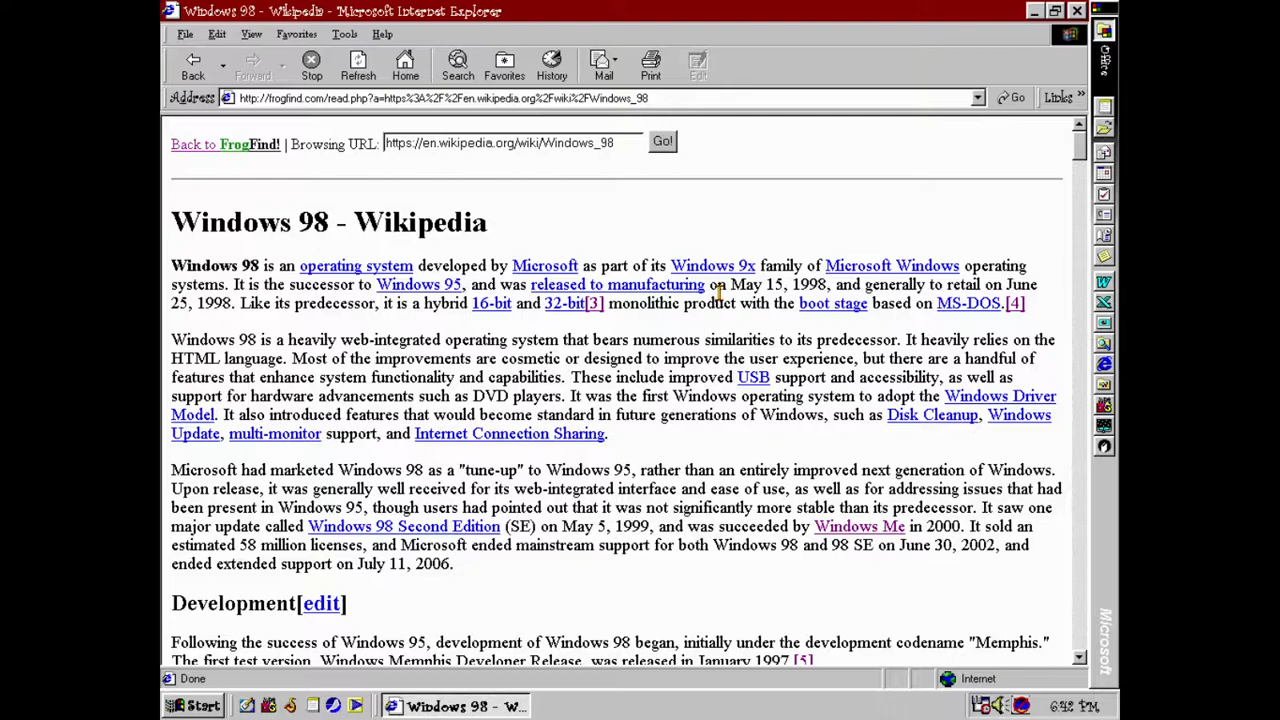 Windows 98 - Wikipedia - Microsoft Internet Explorer
File Edit View Favorites Tools Help
Back Forward Stop Refresh Home Search Favorites History Mail Print Edit
Address http://frogfind.com/read.php?a=https%3A%2F%2Fen.wikipedia.org%2Fwiki%2FWindows_98 Go Links »
Back to FrogFind! | Browsing URL: https://en.wikipedia.org/wiki/Windows_98 Go!
Windows 98 - Wikipedia
Windows 98 is an operating system developed by Microsoft as part of its Windows 9x family of Microsoft Windows operating
systems. It is the successor to Windows 95, and was released to manufacturing on May 15, 1998, and generally to retail on June
25, 1998. Like its predecessor, it is a hybrid 16-bit and 32-bit[3] monolithic product with the boot stage based on MS-DOS.[4]
Windows 98 is a heavily web-integrated operating system that bears numerous similarities to its predecessor. It heavily relies on the
HTML language. Most of the improvements are cosmetic or designed to improve the user experience, but there are a handful of
features that enhance system functionality and capabilities. These include improved USB support and accessibility, as well as
support for hardware advancements such as DVD players. It was the first Windows operating system to adopt the Windows Driver
Model. It also introduced features that would become standard in future generations of Windows, such as Disk Cleanup, Windows
Update, multi-monitor support, and Internet Connection Sharing.
Microsoft had marketed Windows 98 as a "tune-up" to Windows 95, rather than an entirely improved next generation of Windows.
Upon release, it was generally well received for its web-integrated interface and ease of use, as well as for addressing issues that had
been present in Windows 95, though users had pointed out that it was not significantly more stable than its predecessor. It saw one
major update called Windows 98 Second Edition (SE) on May 5, 1999, and was succeeded by Windows Me in 2000. It sold an
estimated 58 million licenses, and Microsoft ended mainstream support for both Windows 98 and 98 SE on June 30, 2002, and
ended extended support on July 11, 2006.
Development[edit]
Following the success of Windows 95, development of Windows 98 began, initially under the development codename "Memphis."
The first test version, Windows Memphis Developer Release, was released in January 1997.[5]
Done Internet
Start Windows 98 - W... 6:42 PM
Office
Microsoft